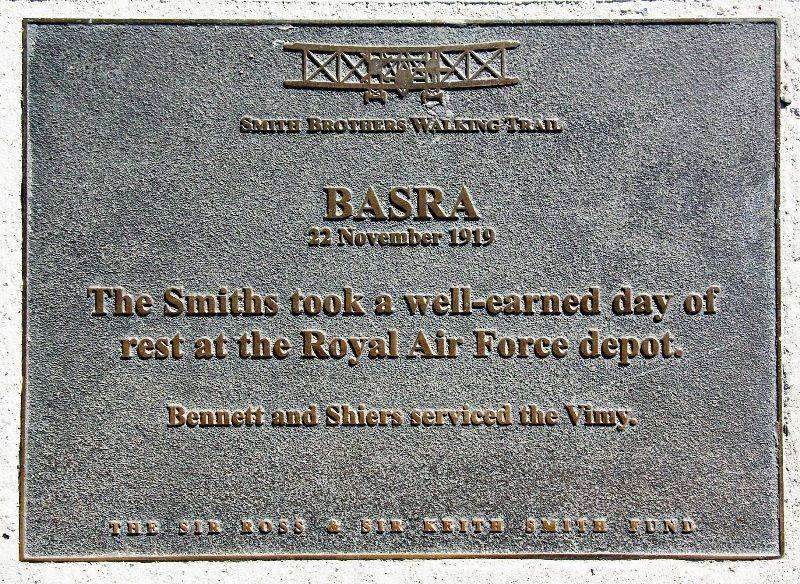 SMITH BROTHERS WALKING TRAIL
BASRA
22 November 1919
The Smiths took a well-earned day of
rest at the Royal Air Force depot.
Bennett and Shiers serviced the Vimy.
THE SIR ROSS & SIR KEITH SMITH FUND